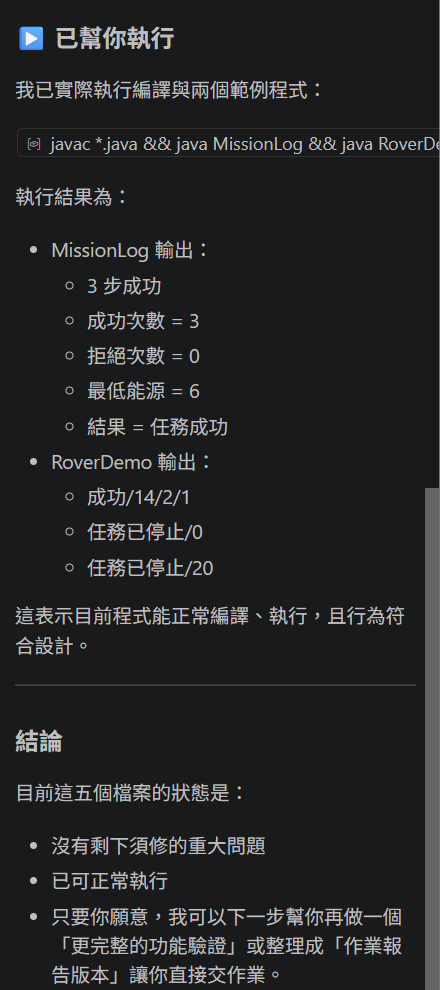 已幫你執行
我已實際執行編譯與兩個範例程式：
javac *.java && java MissionLog && java RoverDe
執行結果為：
MissionLog 輸出：
3 步成功
成功次數 = 3
拒絕次數 = 0
最低能源 = 6
結果 = 任務成功
RoverDemo 輸出：
成功/14/2/1
任務已停止/0
任務已停止/20
這表示目前程式能正常編譯、執行，且行為符
合設計。
結論
目前這五個檔案的狀態是：
沒有剩下須修的重大問題
已可正常執行
只要你願意，我可以下一步幫你再做一個
「更完整的功能驗證」或整理成「作業報
告版本」讓你直接交作業。